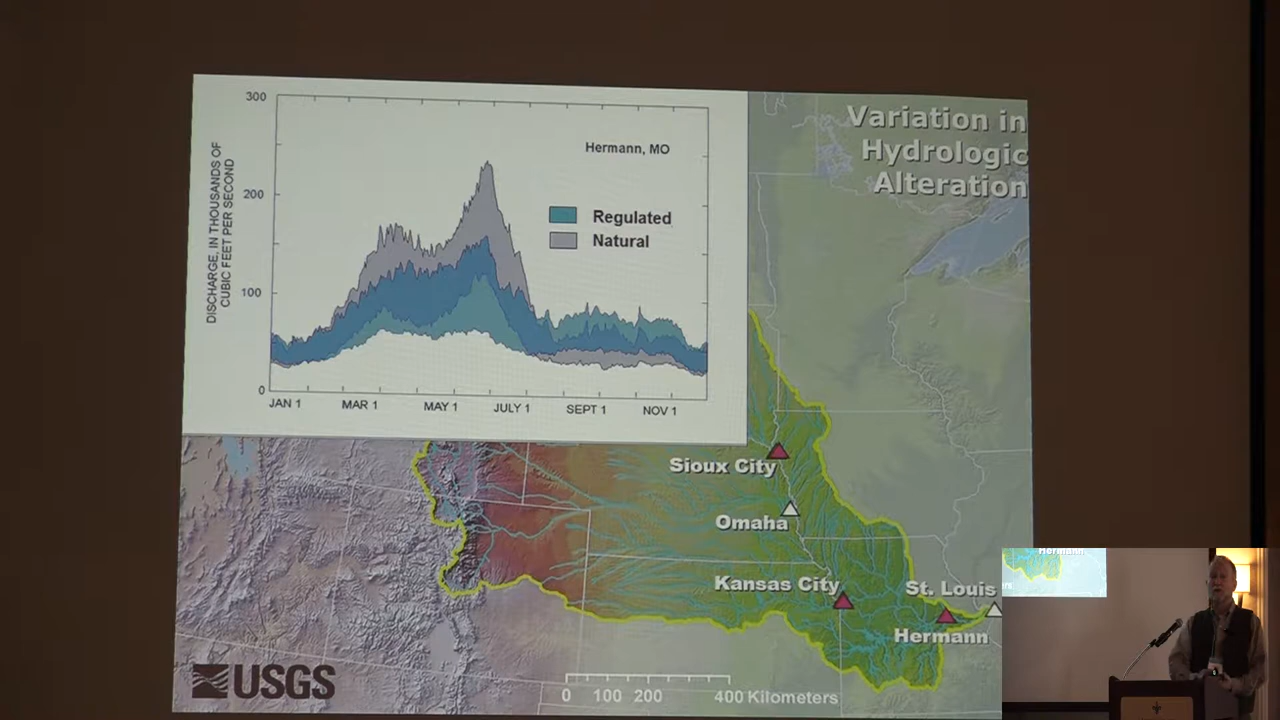 300
200
100
0
DISCHARGE, IN THOUSANDS OF
CUBIC FEET PER SECOND
Hermann, MO
Regulated
Natural
JAN 1
MAR 1
MAY 1
JULY 1
SEPT 1
NOV 1
Variation in
Hydrologic
Alteration
Sioux City
Omaha
Kansas City
St. Louis
Hermann
USGS
0 100 200 400 Kilometers
Hermann